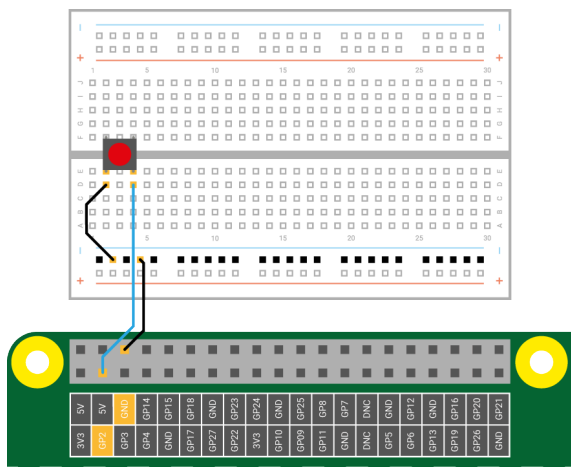 − −
+ +
1 5 10 15 20 25 30
J J
I I
H H
G G
F F
E E
D D
C C
B B
A A
1 5 10 15 20 25 30
− −
+ +
5V 5V GND GP14 GP15 GP18 GND GP23 GP24 GND GP25 GP8 GP7 DNC GND GP12 GND GP16 GP20 GP21
3V3 GP2 GP3 GP4 GND GP17 GP27 GP22 3V3 GP10 GP09 GP11 GND DNC GP5 GP6 GP13 GP19 GP26 GND